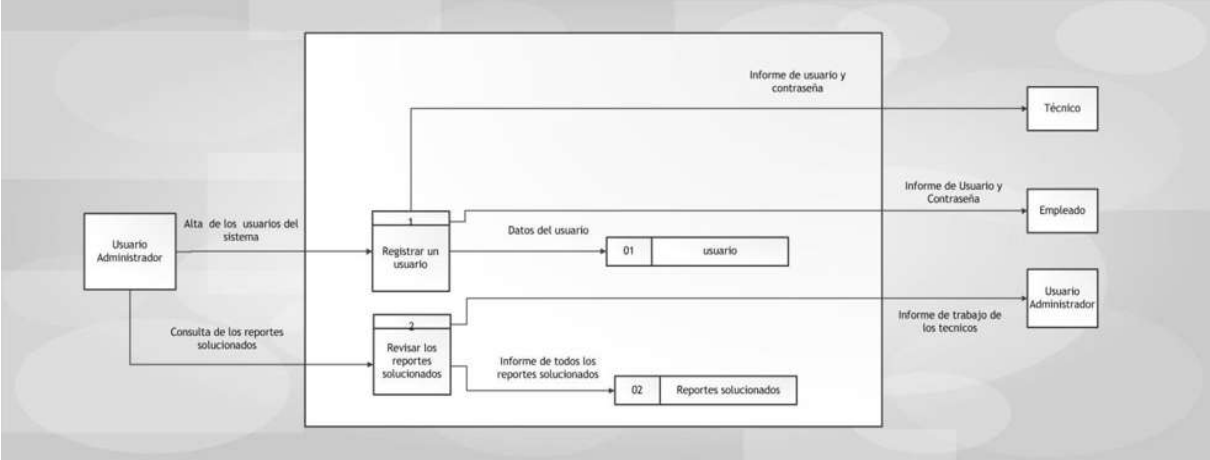 Informe de usuario y
contraseña
Técnico
Informe de Usuario y
Contraseña
Empleado
Alta de los usuarios del
sistema
Usuario
Administrador
1
Registrar un
usuario
Datos del usuario
01
usuario
Usuario
Administrador
Informe de trabajo de
los tecnicos
Consulta de los reportes
solucionados
2
Revisar los
reportes
solucionados
Informe de todos los
reportes solucionados
02
Reportes solucionados